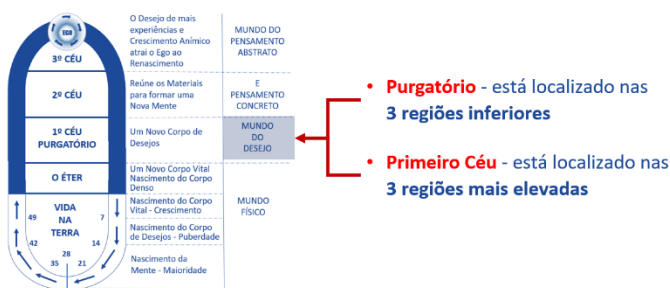 EGO
3º CÉU
2º CÉU
1º CÉU
PURGATÓRIO
O ÉTER
VIDA
NA
TERRA
49
7
42
14
35
28
21
O Desejo de mais
experiências e
Crescimento Anímico
atrai o Ego ao
Renascimento
Reúne os Materiais
para formar uma
Nova Mente
Um Novo Corpo de
Desejos
Um Novo Corpo Vital
Nascimento do Corpo
Denso
Nascimento do Corpo
Vital - Crescimento
Nascimento do Corpo
de Desejos - Puberdade
Nascimento da
Mente - Maioridade
MUNDO DO
PENSAMENTO
ABSTRATO
E
PENSAMENTO
CONCRETO
MUNDO
DO
DESEJO
MUNDO
FÍSICO
• Purgatório - está localizado nas
3 regiões inferiores
• Primeiro Céu - está localizado nas
3 regiões mais elevadas